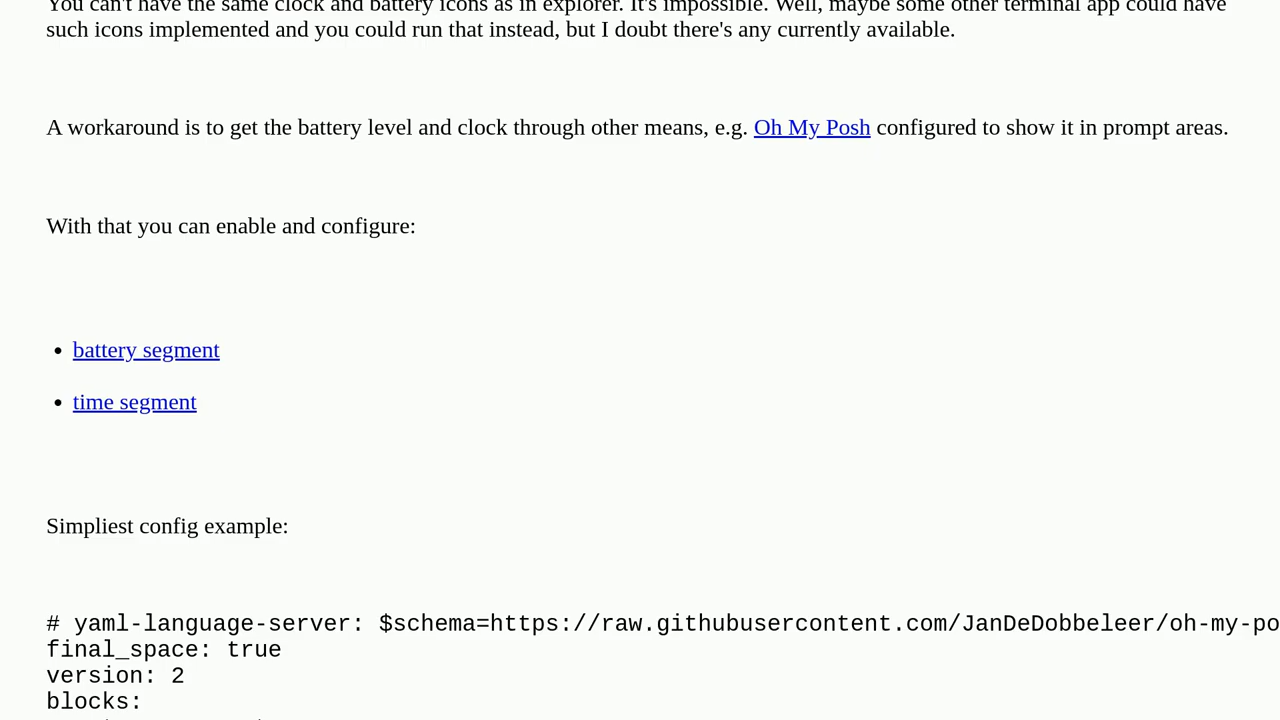 You can't have the same clock and battery icons as in explorer. It's impossible. Well, maybe some other terminal app could have
such icons implemented and you could run that instead, but I doubt there's any currently available.
A workaround is to get the battery level and clock through other means, e.g. Oh My Posh configured to show it in prompt areas.
With that you can enable and configure:
• battery segment
• time segment
Simpliest config example:
# yaml-language-server: $schema=https://raw.githubusercontent.com/JanDeDobbeleer/oh-my-po
final_space: true
version: 2
blocks: